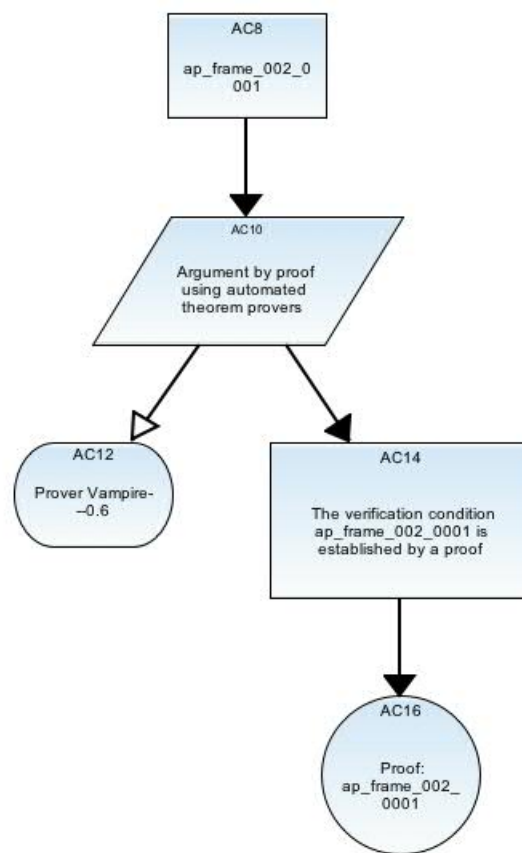 AC8
ap_frame_002_0
001
AC10
Argument by proof
using automated
theorem provers
AC12
Prover Vampire-
-0.6
AC14
The verification condition
ap_frame_002_0001 is
established by a proof
AC16
Proof:
ap_frame_002_
0001